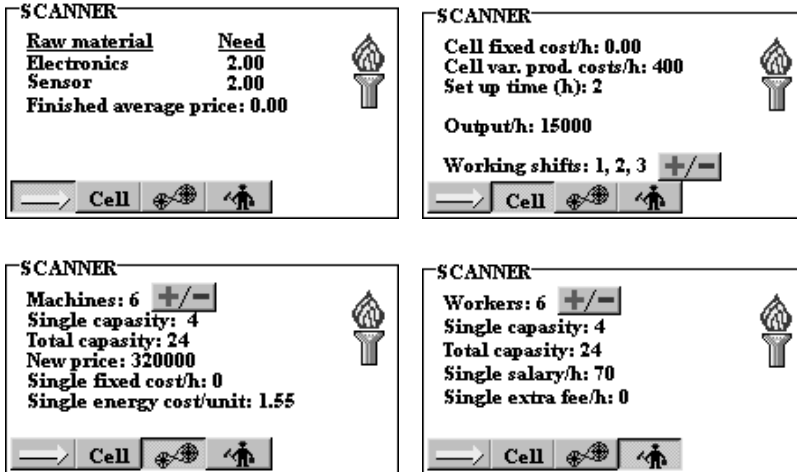 SCANNER
Raw material Need
Electronics 2.00
Sensor 2.00
Finished average price: 0.00
Cell
SCANNER
Cell fixed cost/h: 0.00
Cell var. prod. costs/h: 400
Set up time (h): 2
Output/h: 15000
Working shifts: 1, 2, 3 +/-
Cell
SCANNER
Machines: 6 +/-
Single capasity: 4
Total capasity: 24
New price: 320000
Single fixed cost/h: 0
Single energy cost/unit: 1.55
Cell
SCANNER
Workers: 6 +/-
Single capasity: 4
Total capasity: 24
Single salary/h: 70
Single extra fee/h: 0
Cell